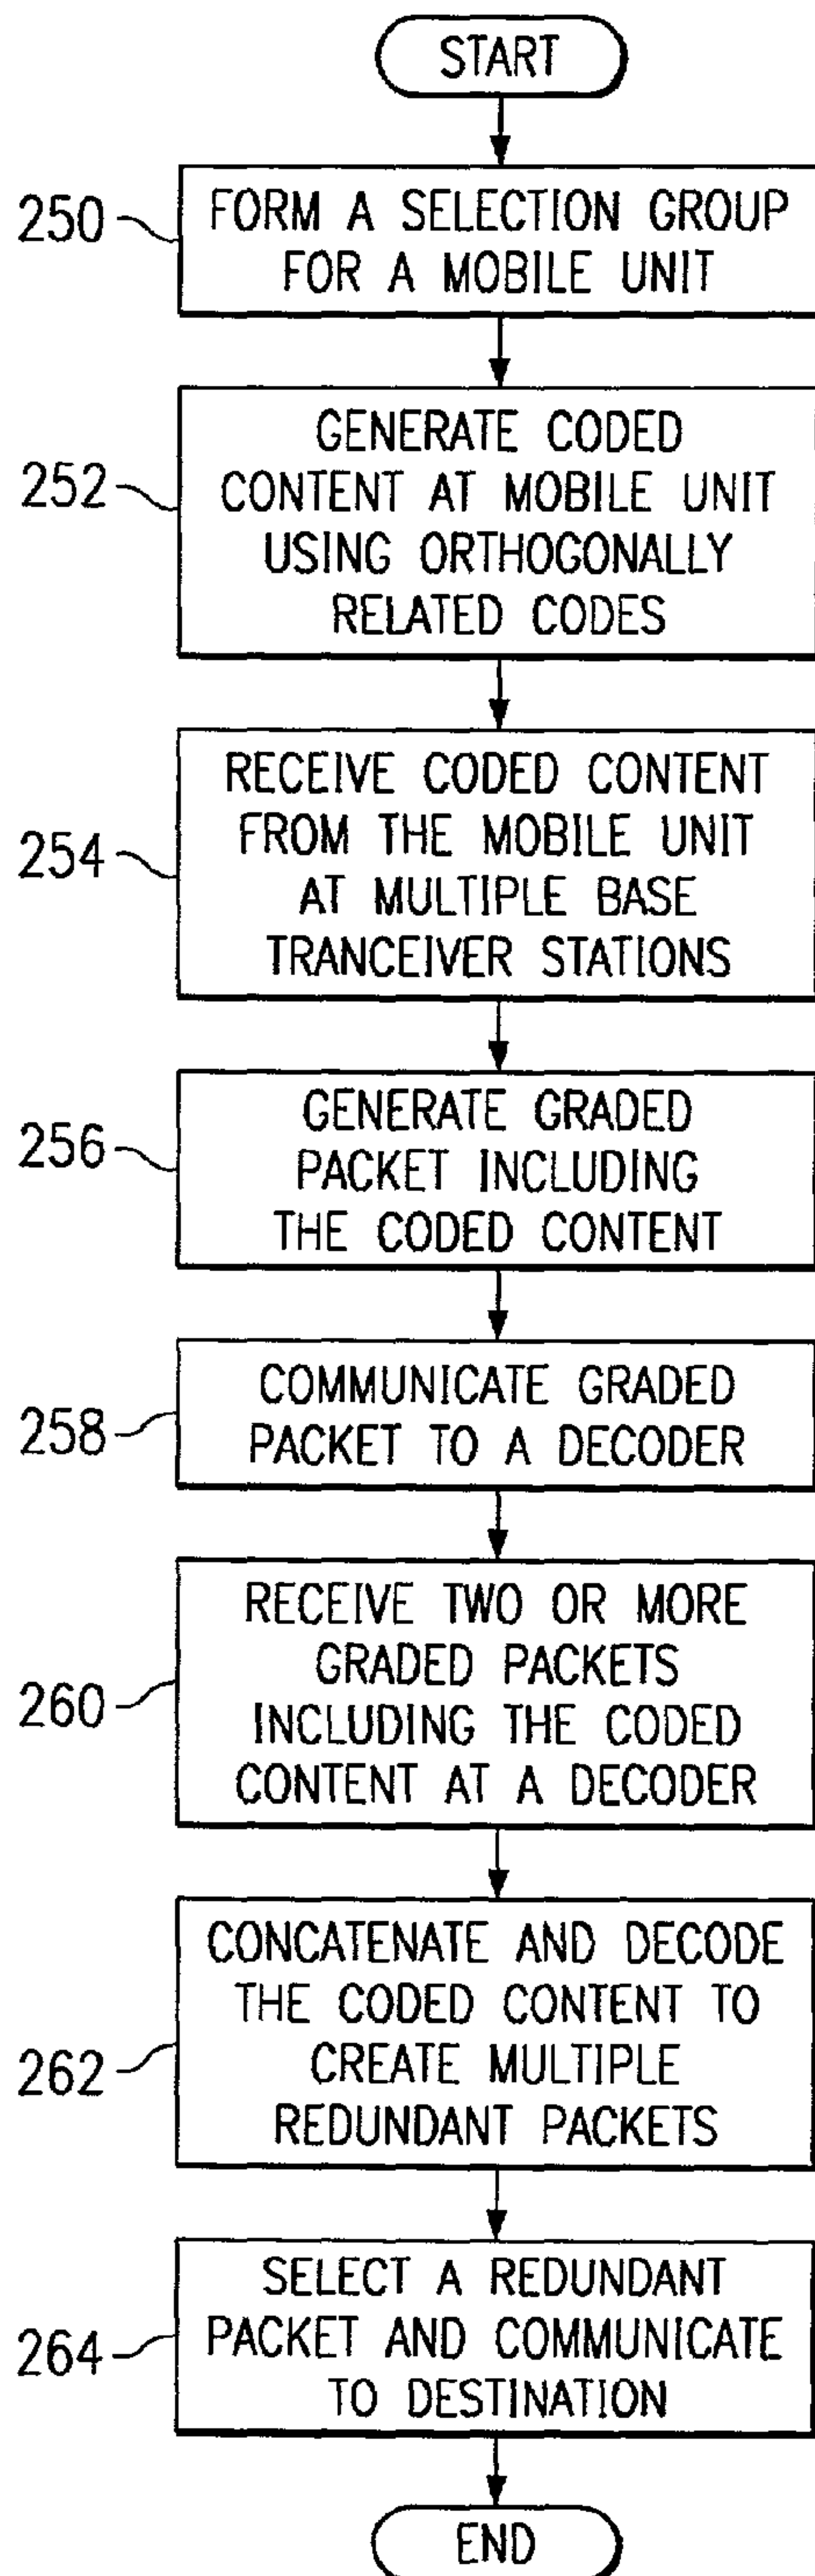 START
250
FORM A SELECTION GROUP
FOR A MOBILE UNIT
252
GENERATE CODED
CONTENT AT MOBILE UNIT
USING ORTHOGONALLY
RELATED CODES
254
RECEIVE CODED CONTENT
FROM THE MOBILE UNIT
AT MULTIPLE BASE
TRANCEIVER STATIONS
256
GENERATE GRADED
PACKET INCLUDING
THE CODED CONTENT
258
COMMUNICATE GRADED
PACKET TO A DECODER
260
RECEIVE TWO OR MORE
GRADED PACKETS
INCLUDING THE CODED
CONTENT AT A DECODER
262
CONCATENATE AND DECODE
THE CODED CONTENT TO
CREATE MULTIPLE
REDUNDANT PACKETS
264
SELECT A REDUNDANT
PACKET AND COMMUNICATE
TO DESTINATION
END